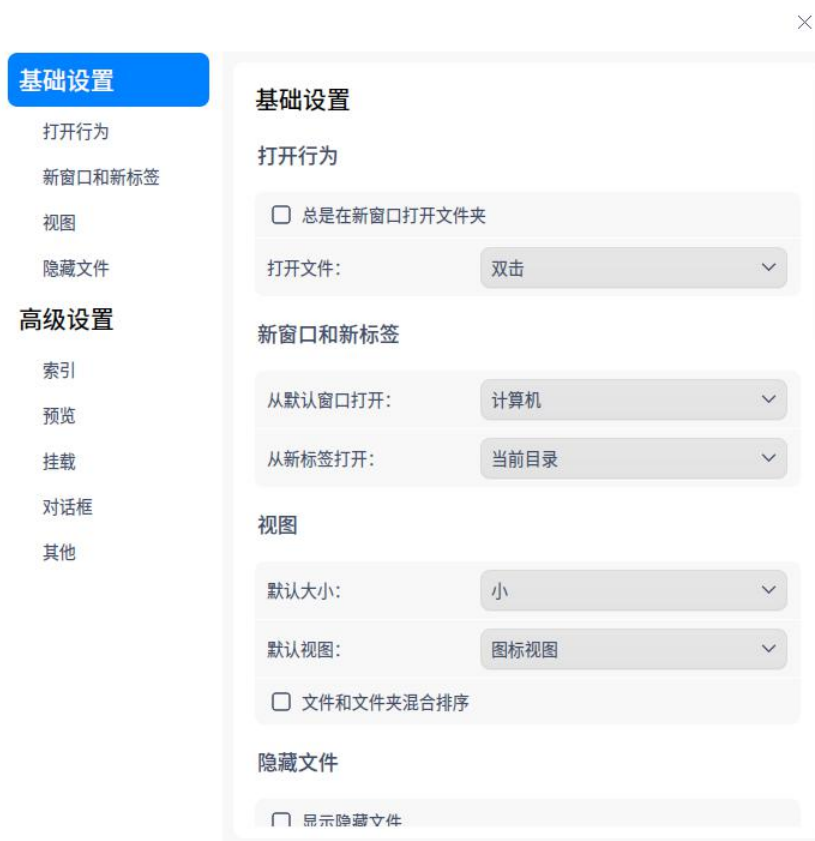 基础设置
打开行为
新窗口和新标签
视图
隐藏文件
高级设置
索引
预览
挂载
对话框
其他
基础设置
打开行为
总是在新窗口打开文件夹
打开文件： 双击
新窗口和新标签
从默认窗口打开： 计算机
从新标签打开： 当前目录
视图
默认大小： 小
默认视图： 图标视图
文件和文件夹混合排序
隐藏文件
显示隐藏文件